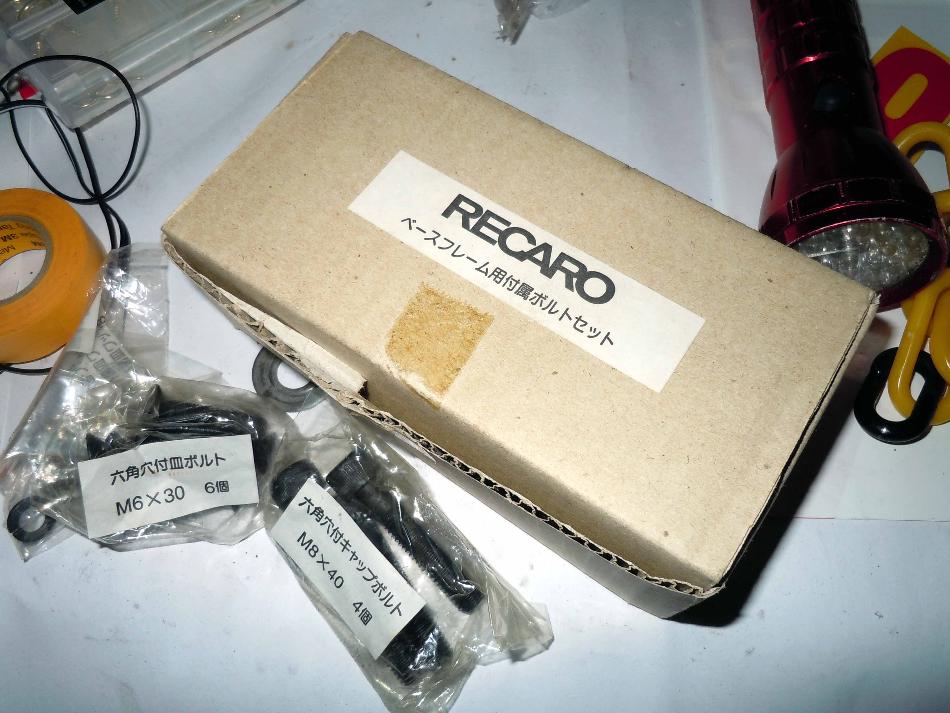 RECARO
ベースフレーム用付属ボルトセット
六角穴付皿ボルト
M6×30 6個
六角穴付キャップボルト
M8×40 4個
3M